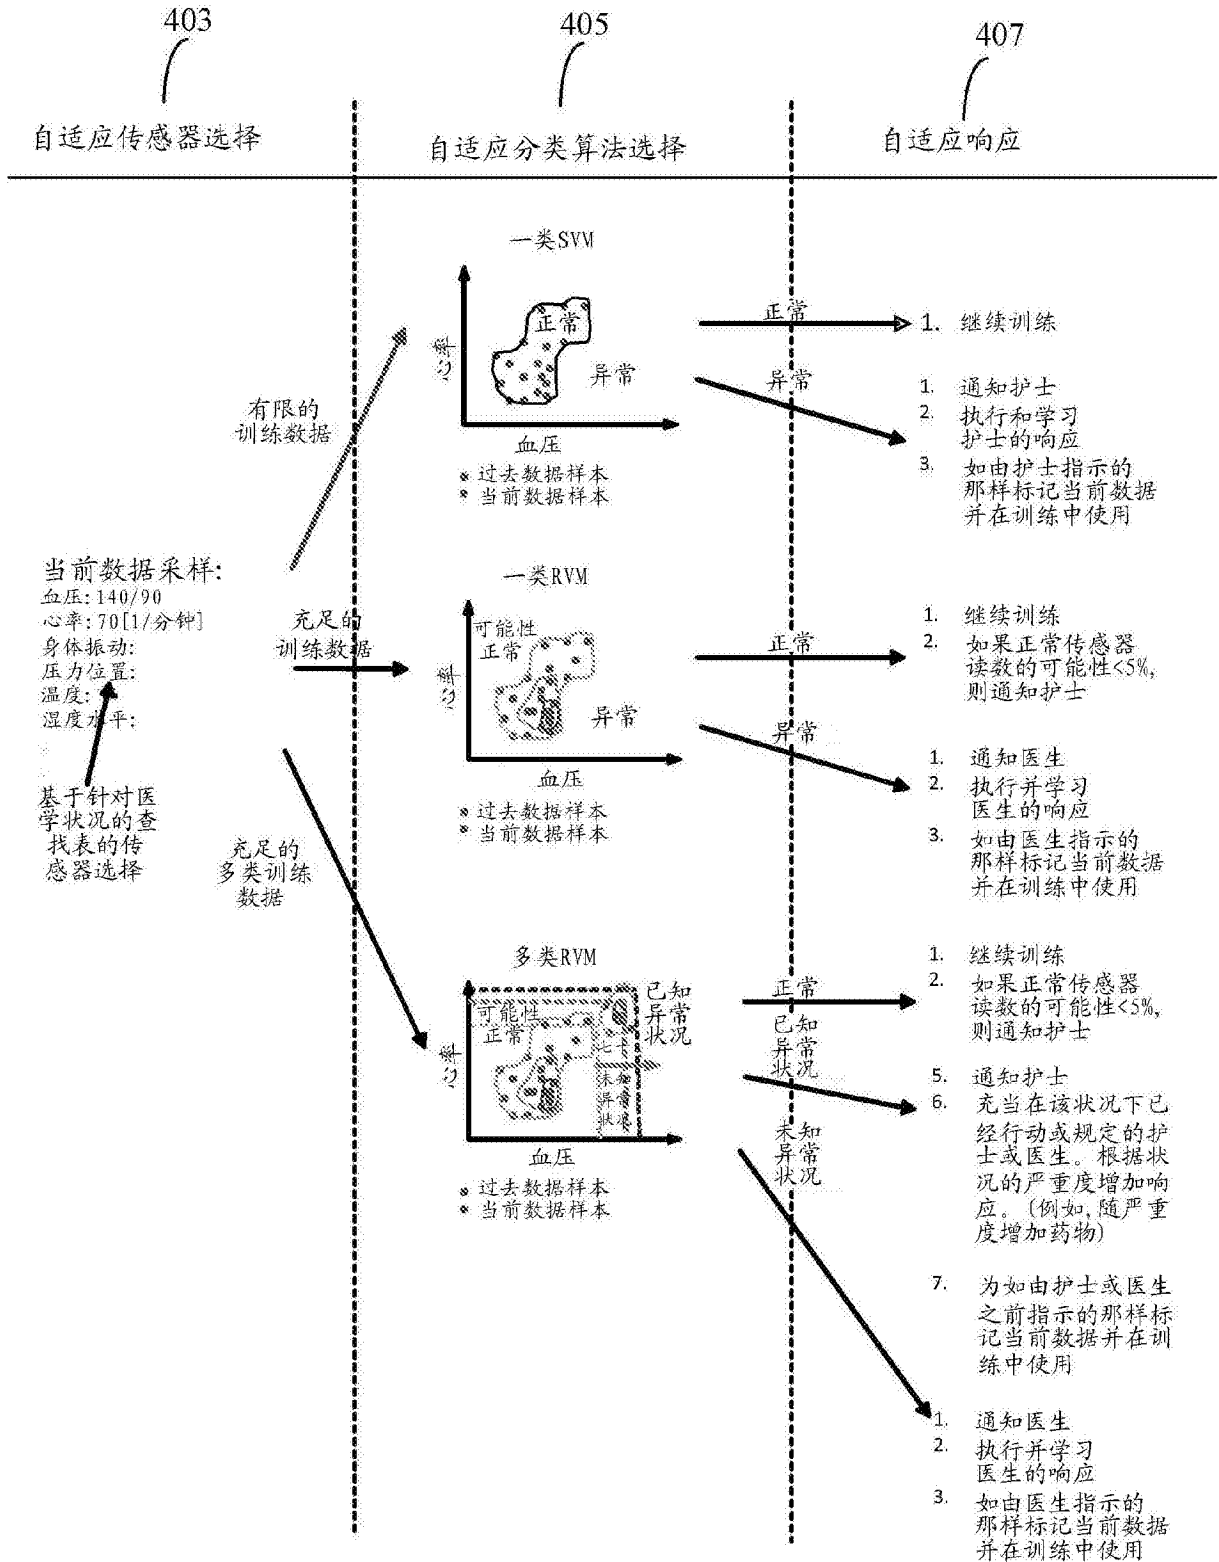 403
405
407
自适应传感器选择
自适应分类算法选择
自适应响应
有限的
训练数据
当前数据采样:
血压: 140/90
心率: 70[1/分钟]
身体振动:
压力位置:
温度:
湿度水平:
基于针对医
学状况的查
找表的传
感器选择
充足的
训练数据
充足的
多类训练
数据
一类SVM
心率
正常
异常
血压
过去数据样本
当前数据样本
正常
1. 继续训练
异常
1. 通知护士
2. 执行和学习
护士的响应
3. 如由护士指示的
那样标记当前数据
并在训练中使用
一类RVM
心率
可能性
正常
异常
血压
过去数据样本
当前数据样本
正常
1. 继续训练
2. 如果正常传感器
读数的可能性<5%,
则通知护士
异常
1. 通知医生
2. 执行并学习
医生的响应
3. 如由医生指示的
那样标记当前数据
并在训练中使用
多类RVM
心率
可能性
正常
已知
异常
状况
未知
异常
状况
血压
过去数据样本
当前数据样本
正常
1. 继续训练
2. 如果正常传感器
读数的可能性<5%,
则通知护士
已知
异常
状况
5. 通知护士
6. 充当在该状况下已
经行动或规定的护
士或医生。根据状
况的严重度增加响
应。(例如,随严重
度增加药物)
7. 为如由护士或医生
之前指示的那样标
记当前数据并在训
练中使用
未知
异常
状况
1. 通知医生
2. 执行并学习
医生的响应
3. 如由医生指示的
那样标记当前数据
并在训练中使用